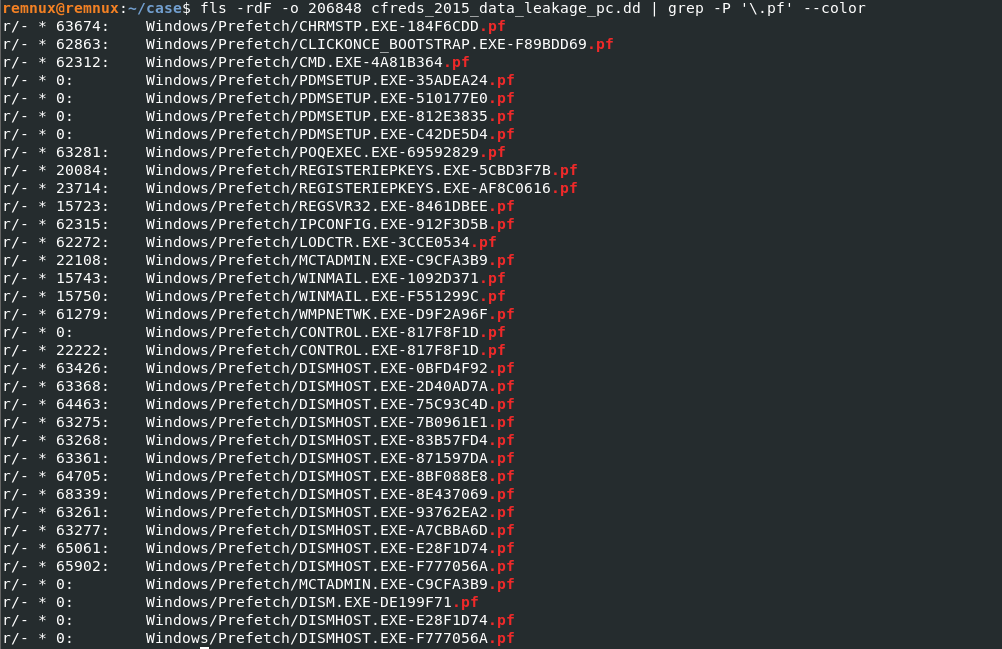 remnux@remnux:~/case$ fls -rdF -o 206848 cfreds_2015_data_leakage_pc.dd | grep -P '\.pf' --color
r/- * 63674:    Windows/Prefetch/CHRMSTP.EXE-184F6CDD.pf
r/- * 62863:    Windows/Prefetch/CLICKONCE_BOOTSTRAP.EXE-F89BDD69.pf
r/- * 62312:    Windows/Prefetch/CMD.EXE-4A81B364.pf
r/- * 0:        Windows/Prefetch/PDMSETUP.EXE-35ADEA24.pf
r/- * 0:        Windows/Prefetch/PDMSETUP.EXE-510177E0.pf
r/- * 0:        Windows/Prefetch/PDMSETUP.EXE-812E3835.pf
r/- * 0:        Windows/Prefetch/PDMSETUP.EXE-C42DE5D4.pf
r/- * 63281:    Windows/Prefetch/POQEXEC.EXE-69592829.pf
r/- * 20084:    Windows/Prefetch/REGISTERIEPKEYS.EXE-5CBD3F7B.pf
r/- * 23714:    Windows/Prefetch/REGISTERIEPKEYS.EXE-AF8C0616.pf
r/- * 15723:    Windows/Prefetch/REGSVR32.EXE-8461DBEE.pf
r/- * 62315:    Windows/Prefetch/IPCONFIG.EXE-912F3D5B.pf
r/- * 62272:    Windows/Prefetch/LODCTR.EXE-3CCE0534.pf
r/- * 22108:    Windows/Prefetch/MCTADMIN.EXE-C9CFA3B9.pf
r/- * 15743:    Windows/Prefetch/WINMAIL.EXE-1092D371.pf
r/- * 15750:    Windows/Prefetch/WINMAIL.EXE-F551299C.pf
r/- * 61279:    Windows/Prefetch/WMPNETWK.EXE-D9F2A96F.pf
r/- * 0:        Windows/Prefetch/CONTROL.EXE-817F8F1D.pf
r/- * 22222:    Windows/Prefetch/CONTROL.EXE-817F8F1D.pf
r/- * 63426:    Windows/Prefetch/DISMHOST.EXE-0BFD4F92.pf
r/- * 63368:    Windows/Prefetch/DISMHOST.EXE-2D40AD7A.pf
r/- * 64463:    Windows/Prefetch/DISMHOST.EXE-75C93C4D.pf
r/- * 63275:    Windows/Prefetch/DISMHOST.EXE-7B0961E1.pf
r/- * 63268:    Windows/Prefetch/DISMHOST.EXE-83B57FD4.pf
r/- * 63361:    Windows/Prefetch/DISMHOST.EXE-871597DA.pf
r/- * 64705:    Windows/Prefetch/DISMHOST.EXE-8BF088E8.pf
r/- * 68339:    Windows/Prefetch/DISMHOST.EXE-8E437069.pf
r/- * 63261:    Windows/Prefetch/DISMHOST.EXE-93762EA2.pf
r/- * 63277:    Windows/Prefetch/DISMHOST.EXE-A7CBBA6D.pf
r/- * 65061:    Windows/Prefetch/DISMHOST.EXE-E28F1D74.pf
r/- * 65902:    Windows/Prefetch/DISMHOST.EXE-F777056A.pf
r/- * 0:        Windows/Prefetch/MCTADMIN.EXE-C9CFA3B9.pf
r/- * 0:        Windows/Prefetch/DISM.EXE-DE199F71.pf
r/- * 0:        Windows/Prefetch/DISMHOST.EXE-E28F1D74.pf
r/- * 0:        Windows/Prefetch/DISMHOST.EXE-F777056A.pf